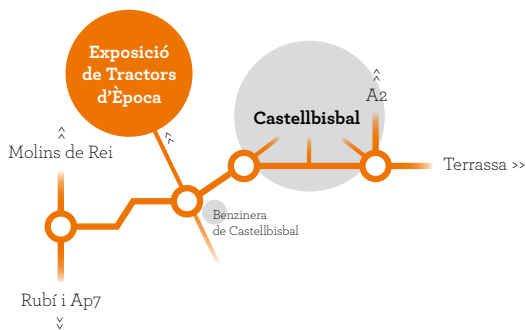 Exposició
de Tractors
d'Època
A2
Castellbisbal
Molins de Rei
Terrassa >>
Benzinera
de Castellbisbal
Rubí i Ap7